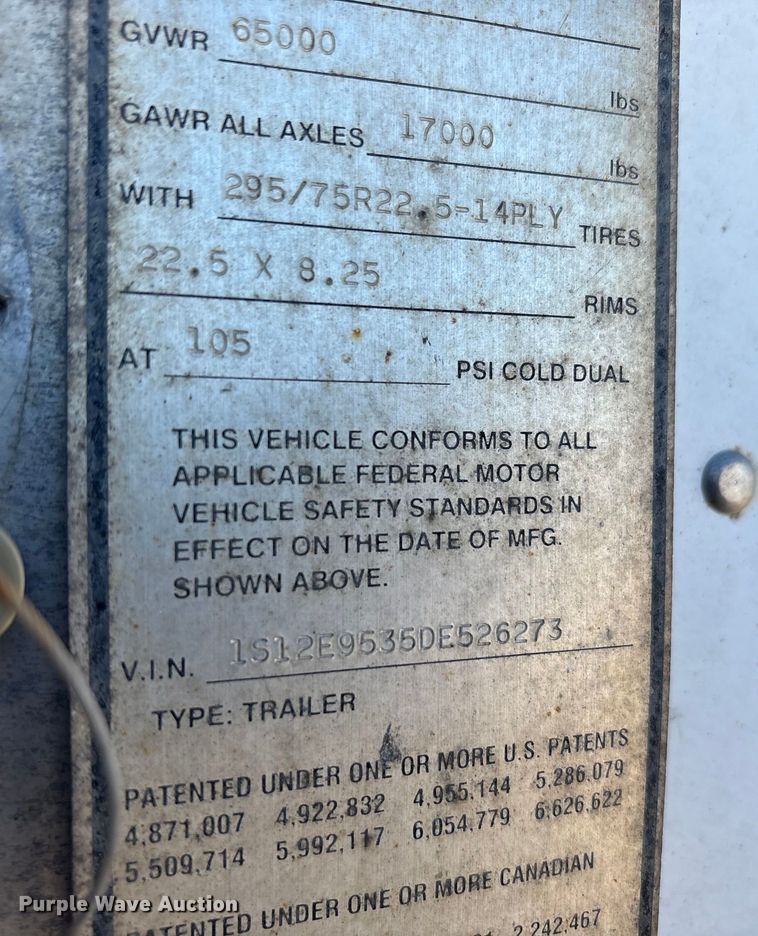 GVWR 65000
lbs
GAWR ALL AXLES 17000
lbs
WITH 295/75R22.5-14PLY TIRES
22.5 X 8.25 RIMS
AT 105 PSI COLD DUAL
THIS VEHICLE CONFORMS TO ALL
APPLICABLE FEDERAL MOTOR
VEHICLE SAFETY STANDARDS IN
EFFECT ON THE DATE OF MFG.
SHOWN ABOVE.
V.I.N. 1S12E9535DE526273
TYPE: TRAILER
PATENTED UNDER ONE OR MORE U.S. PATENTS
4,871,007 4,922,832 4,955,144 5,286,079
5,509,714 5,992,117 6,054,779 6,626,622
PATENTED UNDER ONE OR MORE CANADIAN
2,242,467
Purple Wave Auction